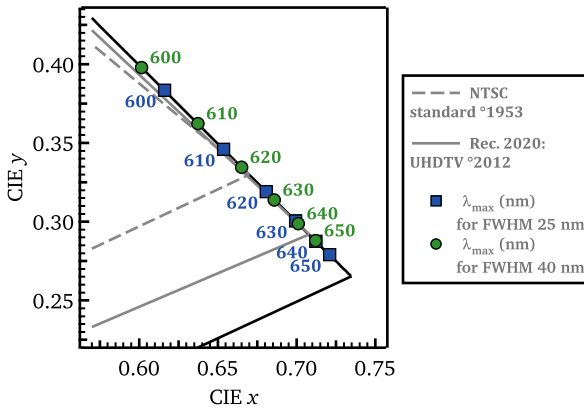 0.40
0.35
0.30
0.25
CIE y
0.60
0.65
0.70
0.75
CIE x
600
610
620
630
640
650
600
610
620
630
640
650
NTSC
standard °1953
Rec. 2020:
UHDTV °2012
λmax (nm)
for FWHM 25 nm
λmax (nm)
for FWHM 40 nm